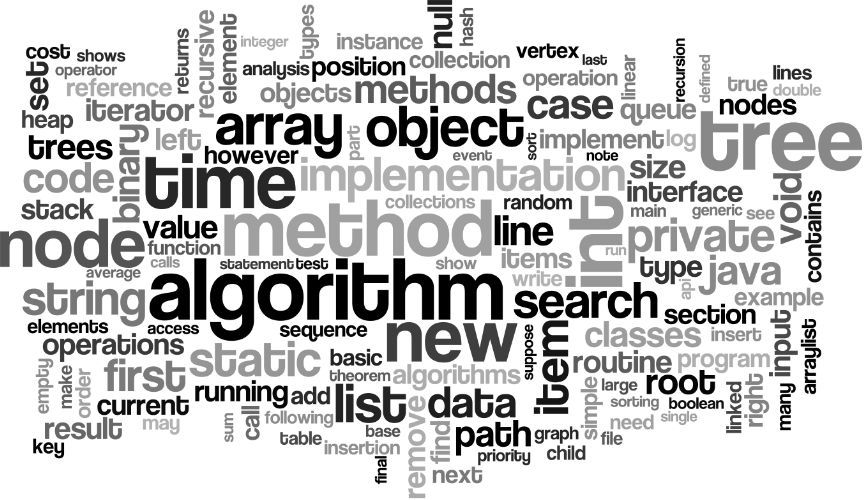 null
hash
types
recursive
integer
instance
cost
shows
returns
element
vertex
last
recursion
operator
analysis
position
collection
set
reference
objects
methods
operation
linear
defined
true
lines
double
iterator
case
queue
nodes
heap
array
object
tree
binary
left
part
sort
implement
log
trees
however
event
note
code
time
implementation
size
interface
void
contains
stack
collections
random
main
generic
see
node
value
method
line
int
private
function
run
average
calls
statement
test
show
items
type
java
write
api
string
algorithm
search
example
elements
access
sequence
new
section
input
arraylist
operations
suppose
item
classes
insert
static
basic
routine
program
empty
make
order
first
theorem
algorithms
large
root
right
many
running
add
list
data
simple
sorting
boolean
linked
current
sum
call
following
remove
single
result
may
base
find
path
graph
need
key
table
insertion
file
final
priority
child
next